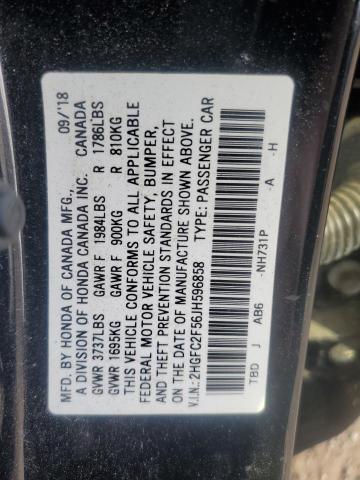 MFD. BY HONDA OF CANADA MFG., 09/'18
A DIVISION OF HONDA CANADA INC. CANADA
GVWR 3737LBS GAWR F 1984LBS R 1786LBS
GVWR 1695KG GAWR F 900KG R 810KG
THIS VEHICLE CONFORMS TO ALL APPLICABLE
FEDERAL MOTOR VEHICLE SAFETY, BUMPER,
AND THEFT PREVENTION STANDARDS IN EFFECT
ON THE DATE OF MANUFACTURE SHOWN ABOVE.
V.I.N.: 2HGFC2F56JH596858 TYPE: PASSENGER CAR
TBD J AB6 -NH731P -A -H